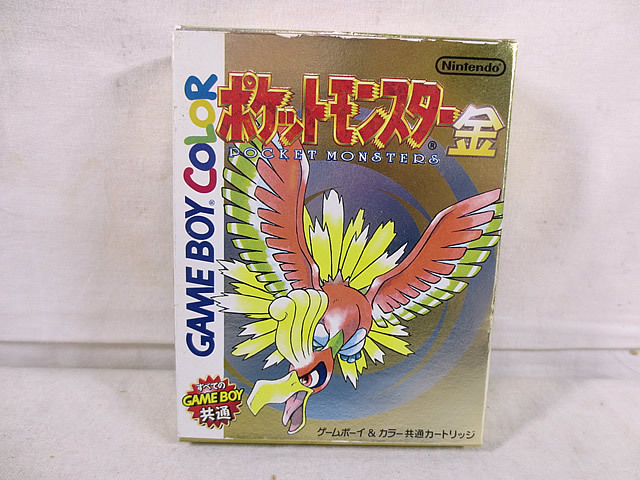 Nintendo®
ポケットモンスター®金
POCKET MONSTERS
GAME BOY® COLOR
すべての
GAME BOY
共通
ゲームボーイ & カラー共通カートリッジ